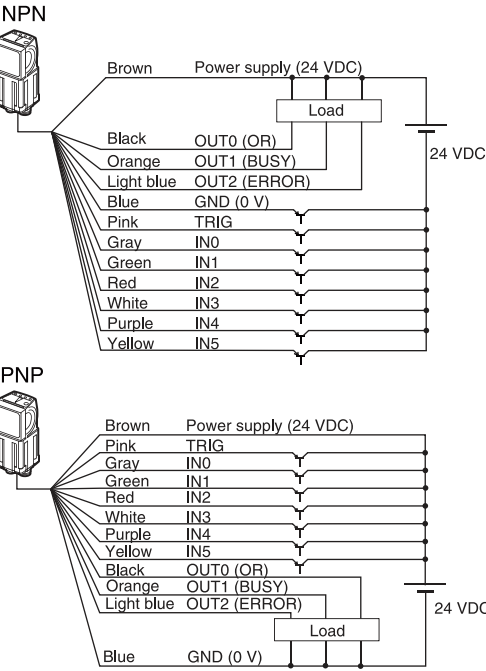 NPN
Brown Power supply (24 VDC)
Load
Black OUT0 (OR)
Orange OUT1 (BUSY)
24 VDC
Light blue OUT2 (ERROR)
Blue GND (0 V)
Pink TRIG
Gray IN0
Green IN1
Red IN2
White IN3
Purple IN4
Yellow IN5
PNP
Brown Power supply (24 VDC)
Pink TRIG
Gray IN0
Green IN1
Red IN2
White IN3
Purple IN4
Yellow IN5
Black OUT0 (OR)
Orange OUT1 (BUSY)
Light blue OUT2 (ERROR)
24 VDC
Load
Blue GND (0 V)